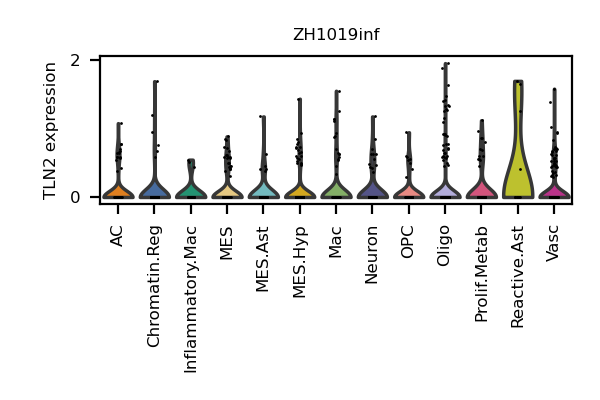 ZH1019inf
TLN2 expression
2
0
AC
Chromatin.Reg
Inflammatory.Mac
MES
MES.Ast
MES.Hyp
Mac
Neuron
OPC
Oligo
Prolif.Metab
Reactive.Ast
Vasc